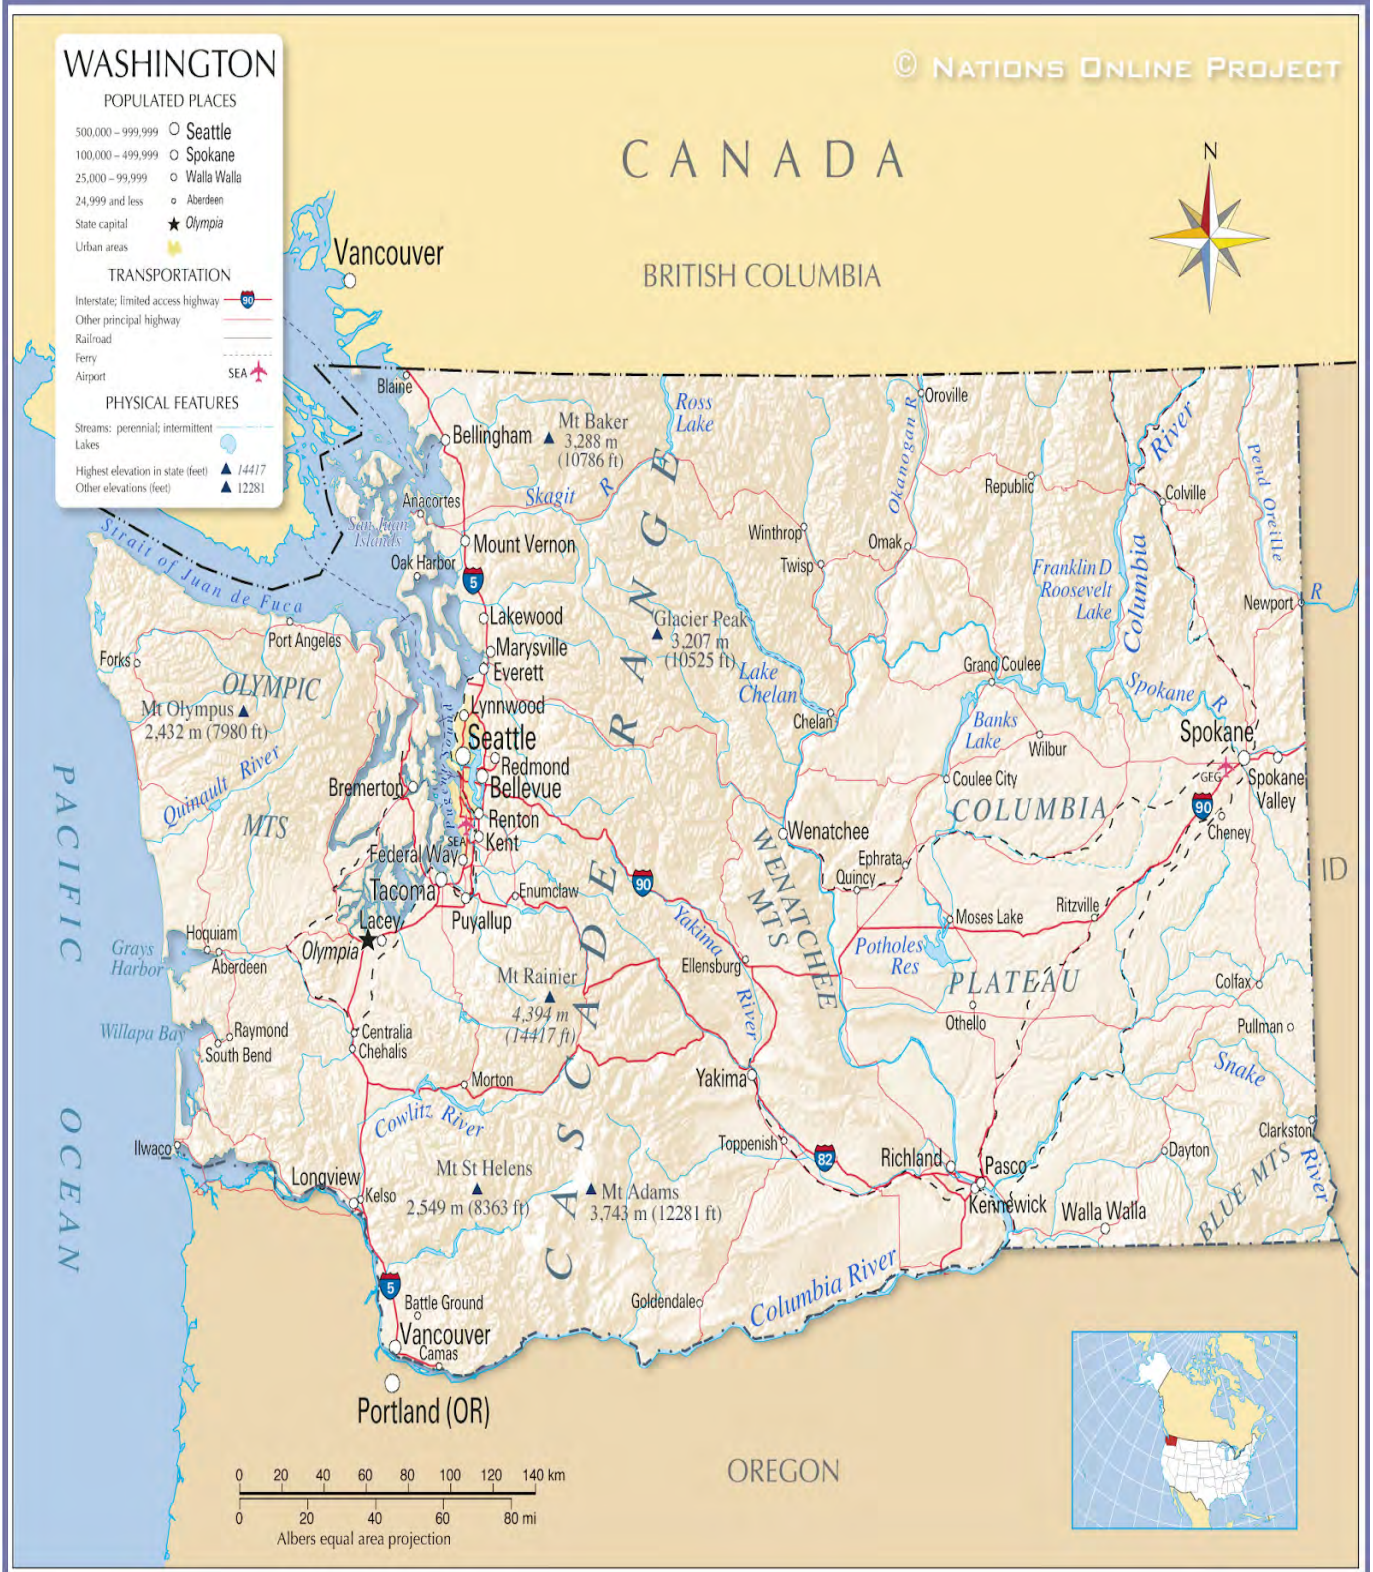 WASHINGTON
POPULATED PLACES
500,000 – 999,999 Seattle
100,000 – 499,999 Spokane
25,000 – 99,999 Walla Walla
24,999 and less Aberdeen
State capital Olympia
Urban areas
TRANSPORTATION
Interstate; limited access highway 90
Other principal highway
Railroad
Ferry
Airport SEA
PHYSICAL FEATURES
Streams: perennial; intermittent
Lakes
Highest elevation in state (feet) 14417
Other elevations (feet) 12281
© NATIONS ONLINE PROJECT
CANADA
BRITISH COLUMBIA
N
Vancouver
Blaine
Bellingham
Mt Baker
3,288 m
(10786 ft)
Ross
Lake
Oroville
Okanogan R
Columbia
River
Pend Oreille
R
Republic
Colville
Anacortes
Skagit
R
San Juan
Islands
Mount Vernon
Winthrop
Omak
Twisp
Oak Harbor
Strait of Juan de Fuca
5
Franklin D
Roosevelt
Lake
Newport
Lakewood
Port Angeles
Marysville
Everett
Glacier Peak
3,207 m
(10525 ft)
Forks
OLYMPIC
MTS
Mt Olympus
2,432 m (7980 ft)
Lake
Chelan
Chelan
Grand Coulee
Spokane R
Lynnwood
Seattle
Puget Sound
Banks
Lake
Wilbur
Spokane
GEG
Spokane
Valley
Redmond
Bellevue
Bremerton
Quinault River
Coulee City
COLUMBIA
PLATEAU
90
Cheney
Renton
Kent
SEA
Federal Way
Wenatchee
WENATCHEE
MTS
Ephrata
Quincy
ID
Tacoma
Enumclaw
90
Lacey
Puyallup
Olympia
Yakima
River
Moses Lake
Ritzville
Potholes
Res
Ellensburg
Hoquiam
Aberdeen
Grays
Harbor
Mt Rainier
4,394 m
(14417 ft)
CASCADE
RANGE
Colfax
Othello
Pullman
Willapa Bay
Raymond
South Bend
Centralia
Chehalis
Snake
River
Yakima
Morton
Cowlitz River
Ilwaco
Toppenish
82
Richland
Pasco
Kennewick
Dayton
Clarkston
BLUE MTS
Walla Walla
Longview
Kelso
Mt St Helens
2,549 m (8363 ft)
Mt Adams
3,743 m (12281 ft)
5
Battle Ground
Goldendale
Columbia River
Vancouver
Camas
Portland (OR)
PACIFIC
OCEAN
OREGON
0 20 40 60 80 100 120 140 km
0 20 40 60 80 mi
Albers equal area projection